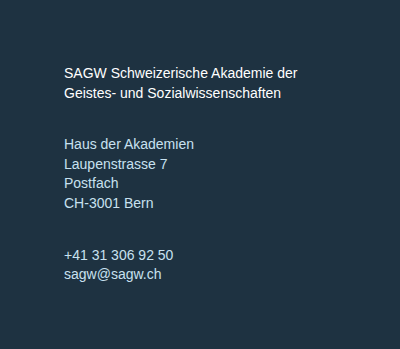 SAGW Schweizerische Akademie der
Geistes- und Sozialwissenschaften
Haus der Akademien
Laupenstrasse 7
Postfach
CH-3001 Bern
+41 31 306 92 50
sagw@sagw.ch